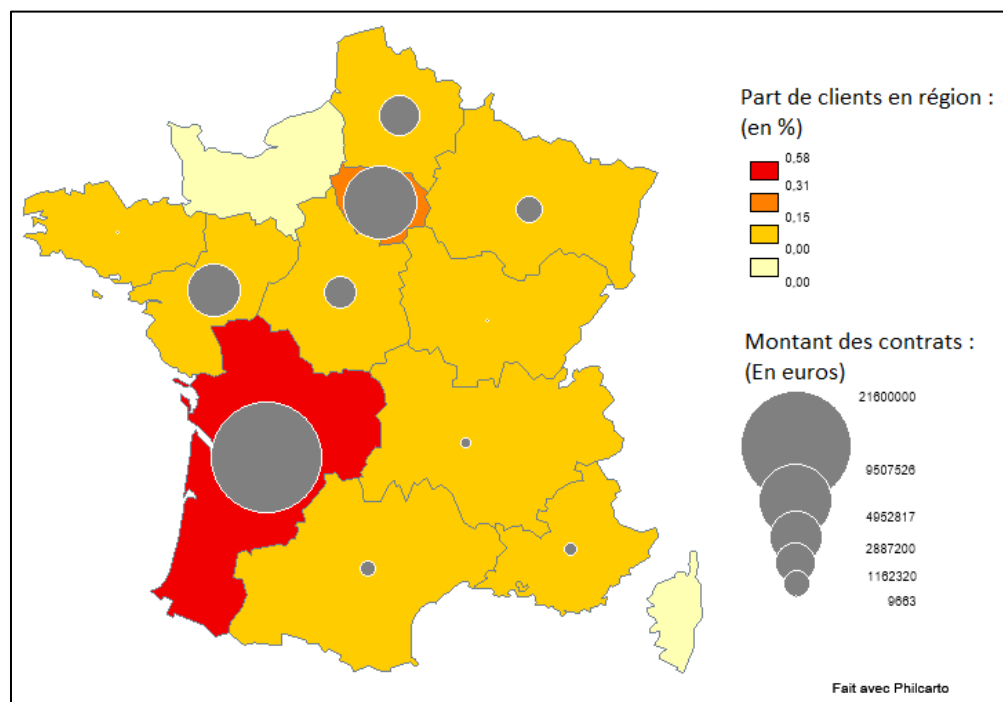 Part de clients en région :
(en %)
0,58
0,31
0,15
0,00
0,00
Montant des contrats :
(En euros)
21600000
9507526
4952817
2887200
1162320
9663
Fait avec Philcarto